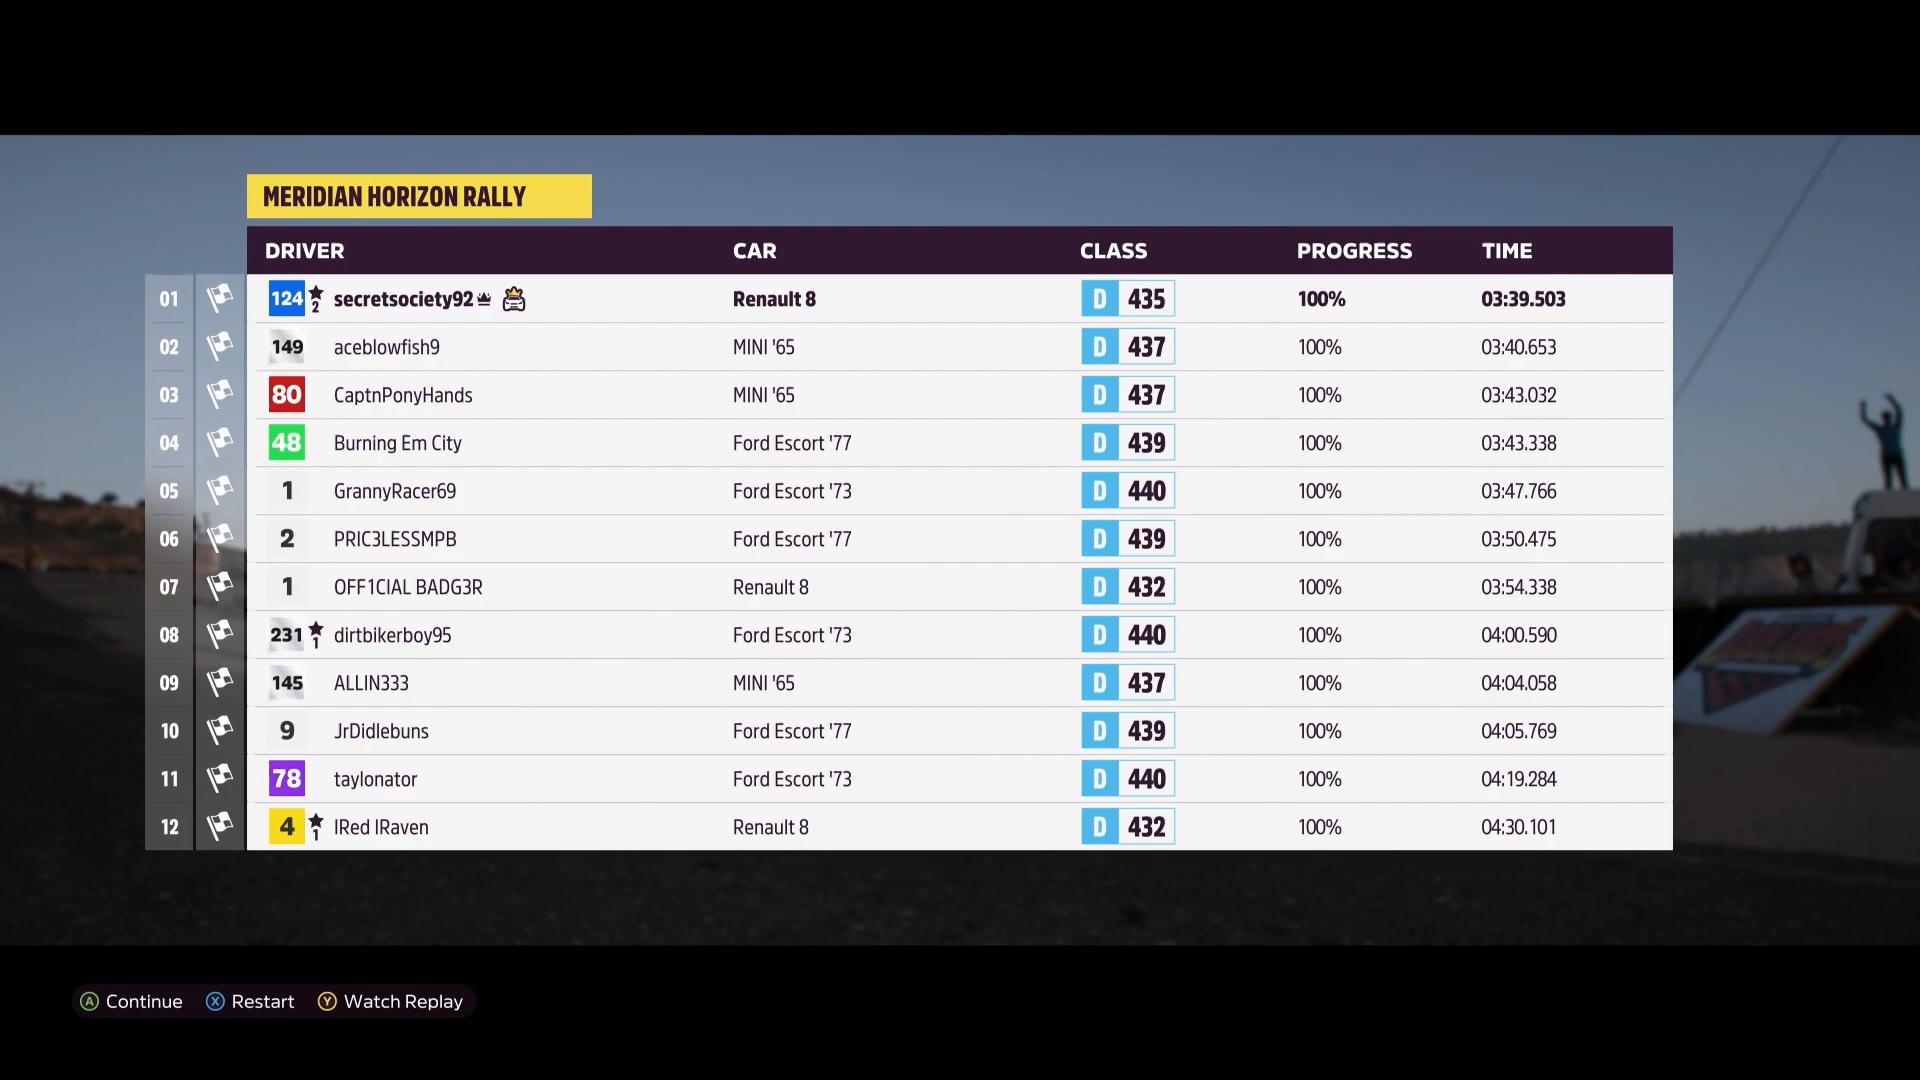 MERIDIAN HORIZON RALLY
DRIVER CAR CLASS PROGRESS TIME
01 124 2 secretsociety92 Renault 8 D 435 100% 03:39.503
02 149 aceblowfish9 MINI '65 D 437 100% 03:40.653
03 80 CaptnPonyHands MINI '65 D 437 100% 03:43.032
04 48 Burning Em City Ford Escort '77 D 439 100% 03:43.338
05 1 GrannyRacer69 Ford Escort '73 D 440 100% 03:47.766
06 2 PRIC3LESSMPB Ford Escort '77 D 439 100% 03:50.475
07 1 OFF1CIAL BADG3R Renault 8 D 432 100% 03:54.338
08 231 1 dirtbikerboy95 Ford Escort '73 D 440 100% 04:00.590
09 145 ALLIN333 MINI '65 D 437 100% 04:04.058
10 9 JrDidlebuns Ford Escort '77 D 439 100% 04:05.769
11 78 taylonator Ford Escort '73 D 440 100% 04:19.284
12 4 1 IRed IRaven Renault 8 D 432 100% 04:30.101
A Continue X Restart Y Watch Replay